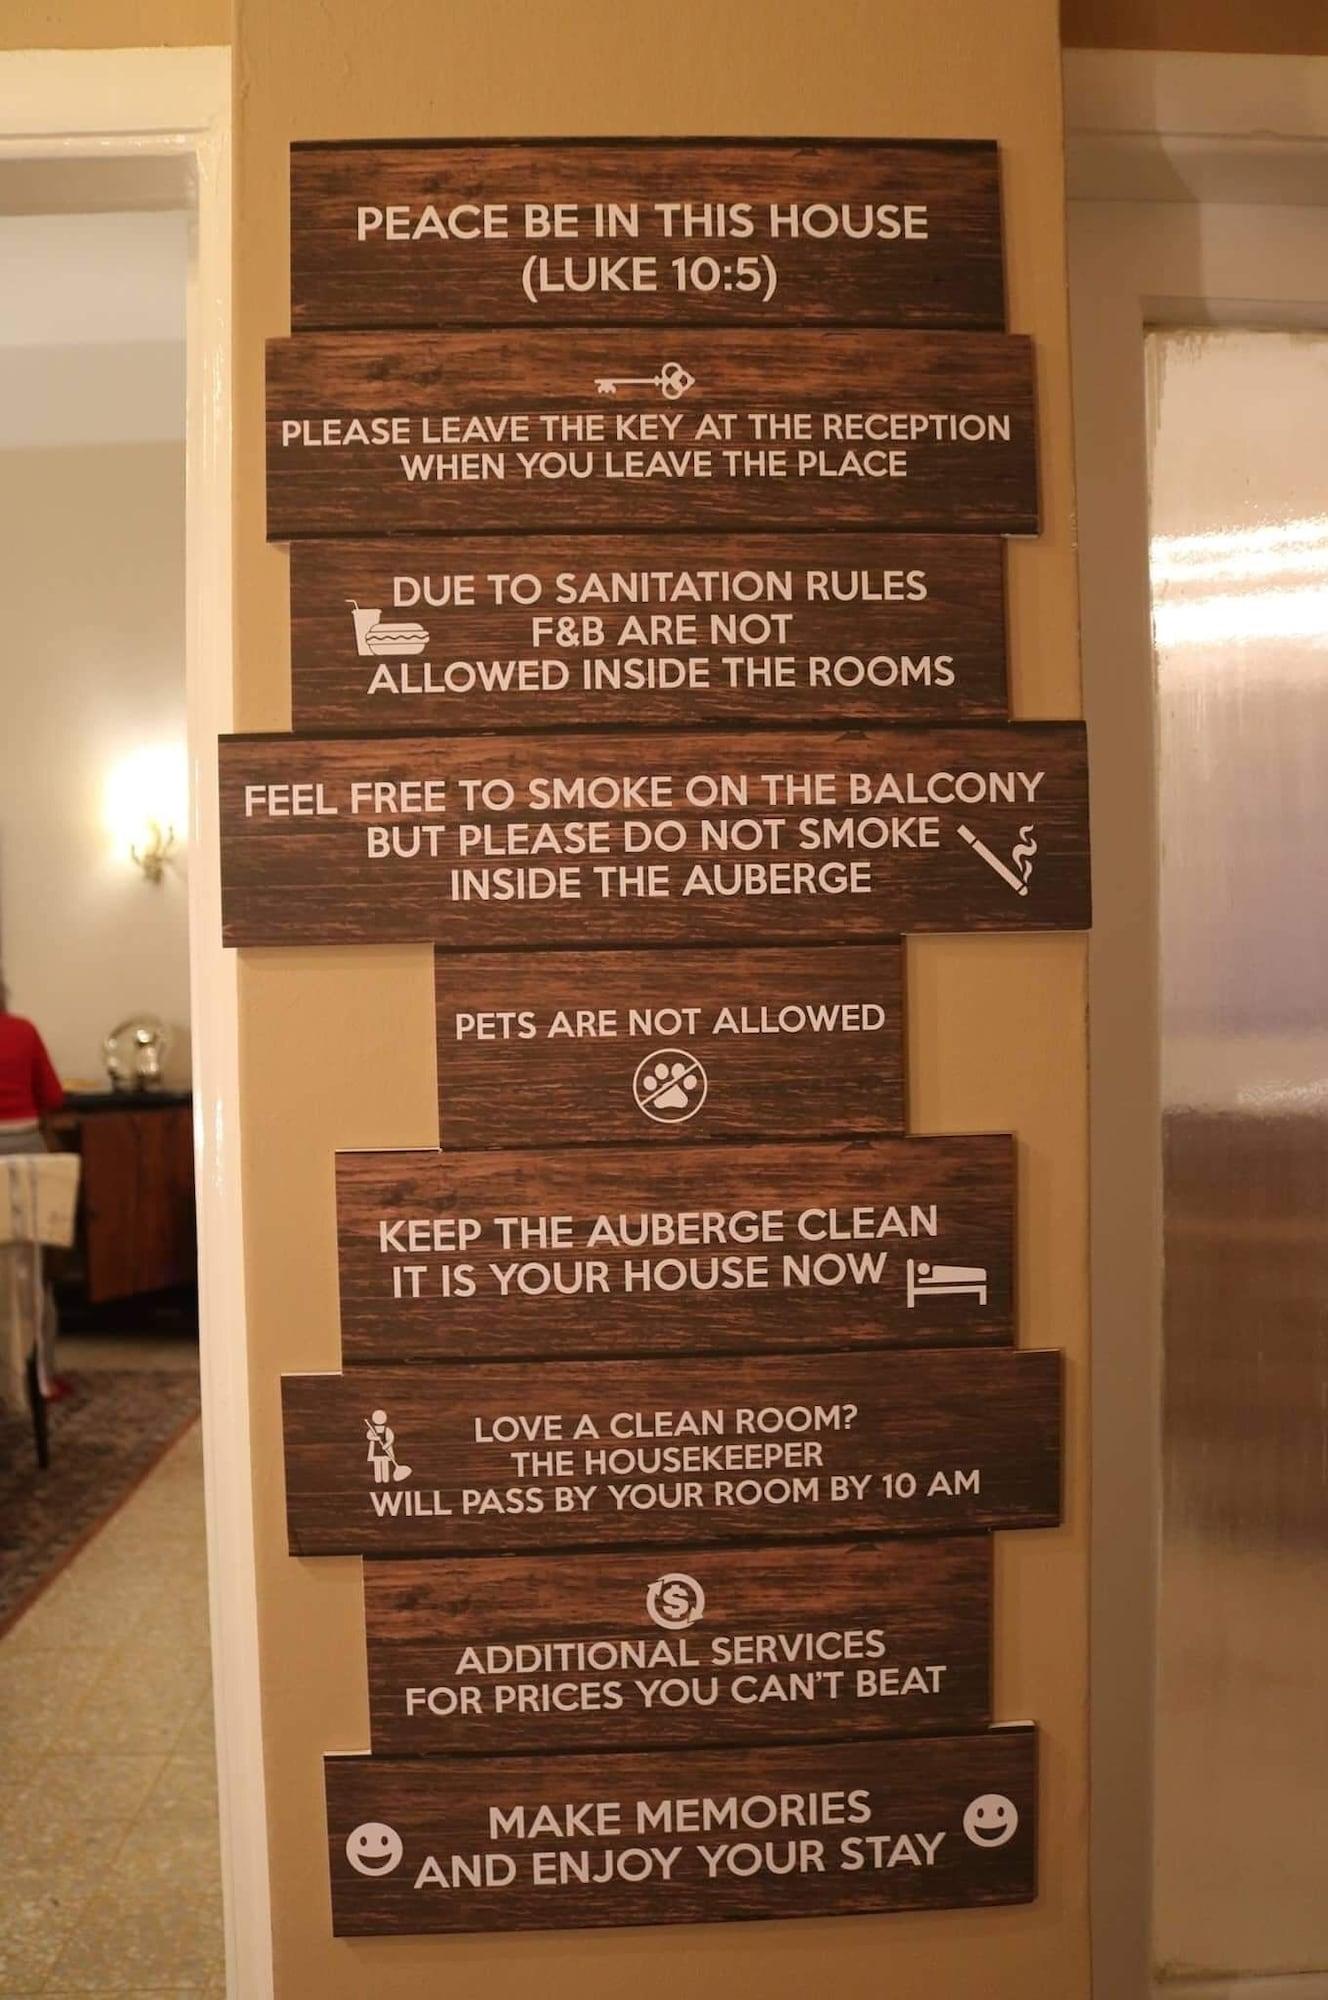 PEACE BE IN THIS HOUSE
(LUKE 10:5)
PLEASE LEAVE THE KEY AT THE RECEPTION
WHEN YOU LEAVE THE PLACE
DUE TO SANITATION RULES
F&B ARE NOT
ALLOWED INSIDE THE ROOMS
FEEL FREE TO SMOKE ON THE BALCONY
BUT PLEASE DO NOT SMOKE
INSIDE THE AUBERGE
PETS ARE NOT ALLOWED
KEEP THE AUBERGE CLEAN
IT IS YOUR HOUSE NOW
LOVE A CLEAN ROOM?
THE HOUSEKEEPER
WILL PASS BY YOUR ROOM BY 10 AM
$
ADDITIONAL SERVICES
FOR PRICES YOU CAN'T BEAT
MAKE MEMORIES
AND ENJOY YOUR STAY